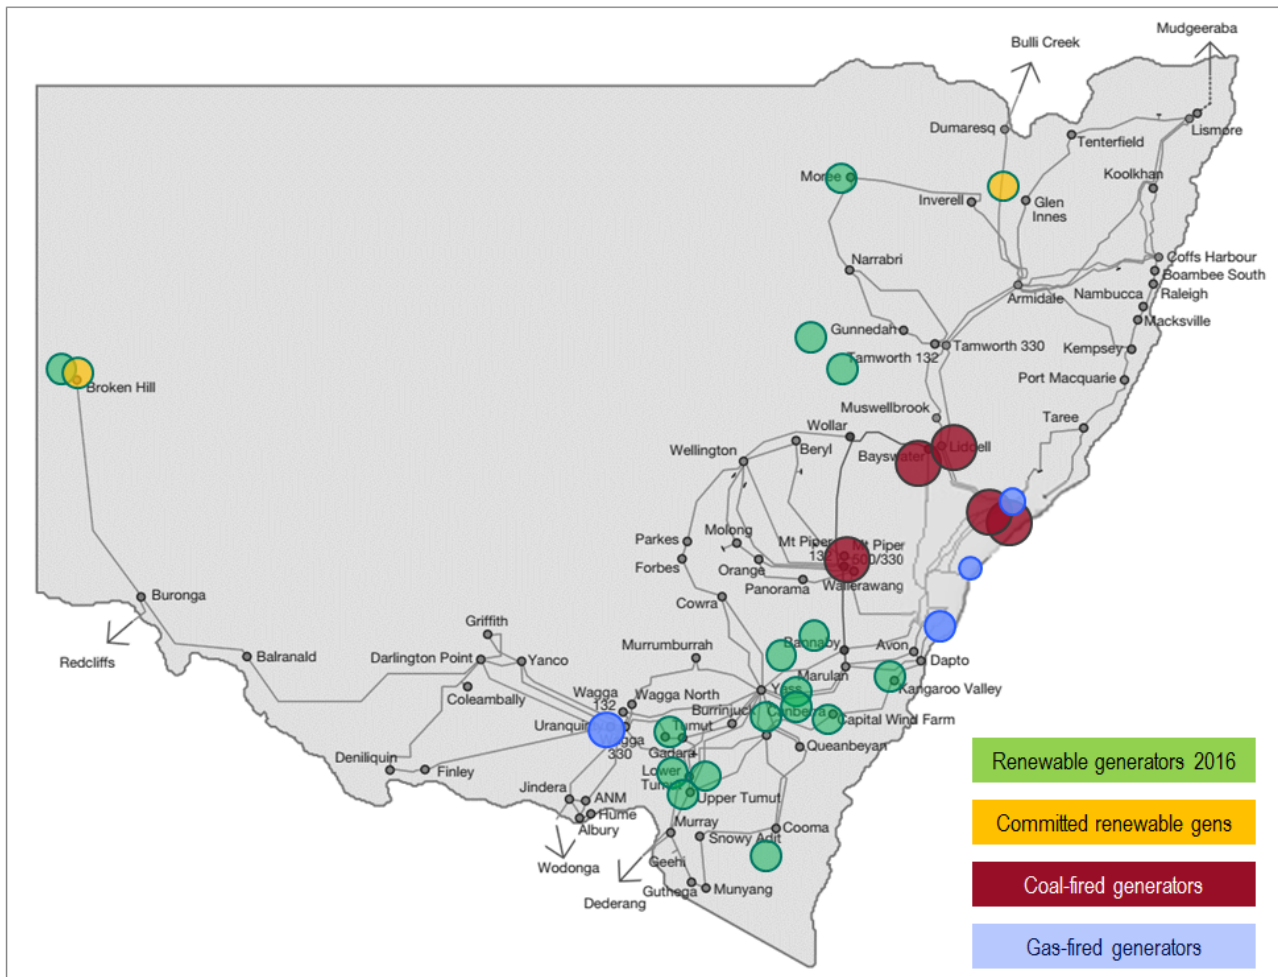 Mudgeeraba
Bulli Creek
Dumaresq
Lismore
Tenterfield
Koolkhan
Moree
Inverell
Glen
Innes
Coffs Harbour
Boambee South
Narrabri
Nambucca
Raleigh
Armidale
Macksville
Gunnedah
Tamworth 330
Kempsey
Tamworth 132
Port Macquarie
Broken Hill
Muswellbrook
Taree
Wollar
Beryl
Liddell
Wellington
Bayswater
Molong
Parkes
Mt Piper
132
Mt Piper
500/330
Forbes
Orange
Wallerawang
Panorama
Cowra
Buronga
Griffith
Redcliffs
Balranald
Darlington Point
Yanco
Murrumburrah
Bannaby
Avon
Dapto
Marulan
Coleambally
Wagga
132
Wagga North
Yass
Kangaroo Valley
Burrinjuck
Canberra
Capital Wind Farm
Uranquinty
Wagga
330
Tumut
Gadara
Queanbeyan
Deniliquin
Finley
Lower
Tumut
Upper Tumut
Jindera
ANM
Hume
Albury
Murray
Snowy Adit
Cooma
Wodonga
Geehi
Guthega
Munyang
Dederang
Renewable generators 2016
Committed renewable gens
Coal-fired generators
Gas-fired generators